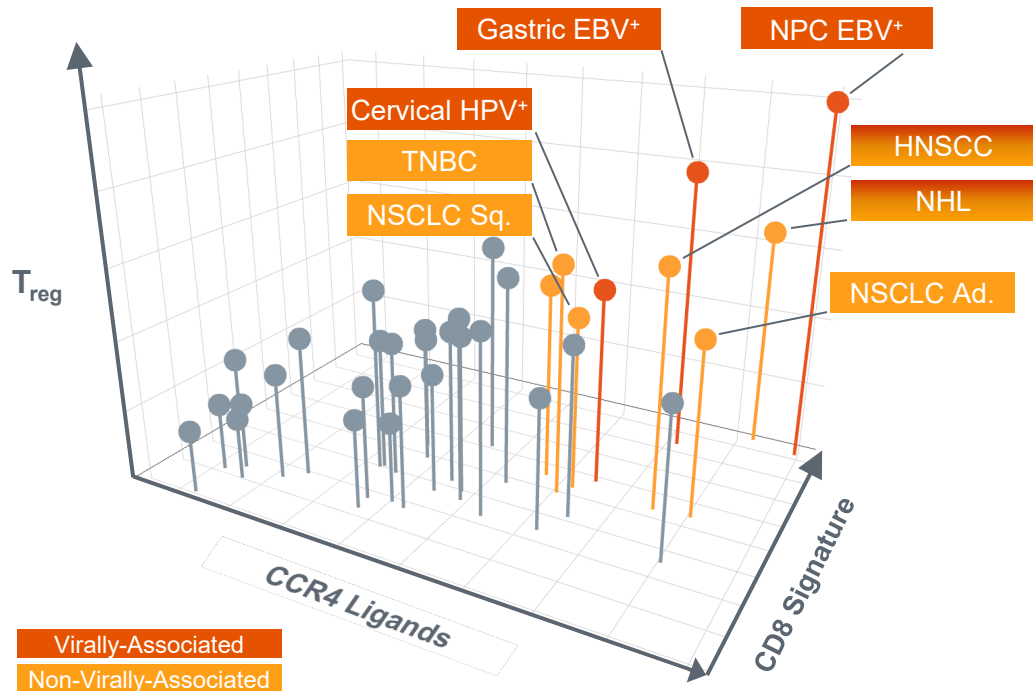 Gastric EBV⁺
NPC EBV⁺
Cervical HPV⁺
TNBC
HNSCC
NSCLC Sq.
NHL
Treg
NSCLC Ad.
CCR4 Ligands
CD8 Signature
Virally-Associated
Non-Virally-Associated